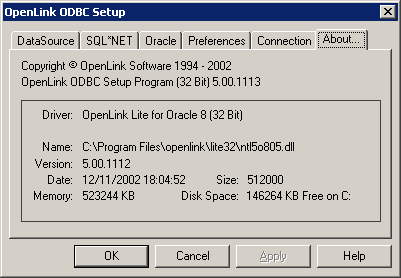 OpenLink ODBC Setup
DataSource SQL*NET Oracle Preferences Connection About...
Copyright © OpenLink Software 1994 - 2002
OpenLink ODBC Setup Program (32 Bit) 5.00.1113
Driver: OpenLink Lite for Oracle 8 (32 Bit)
Name: C:\Program Files\openlink\lite32\ntl5o805.dll
Version: 5.00.1112
Date: 12/11/2002 18:04:52 Size: 512000
Memory: 523244 KB Disk Space: 146264 KB Free on C:
OK Cancel Apply Help